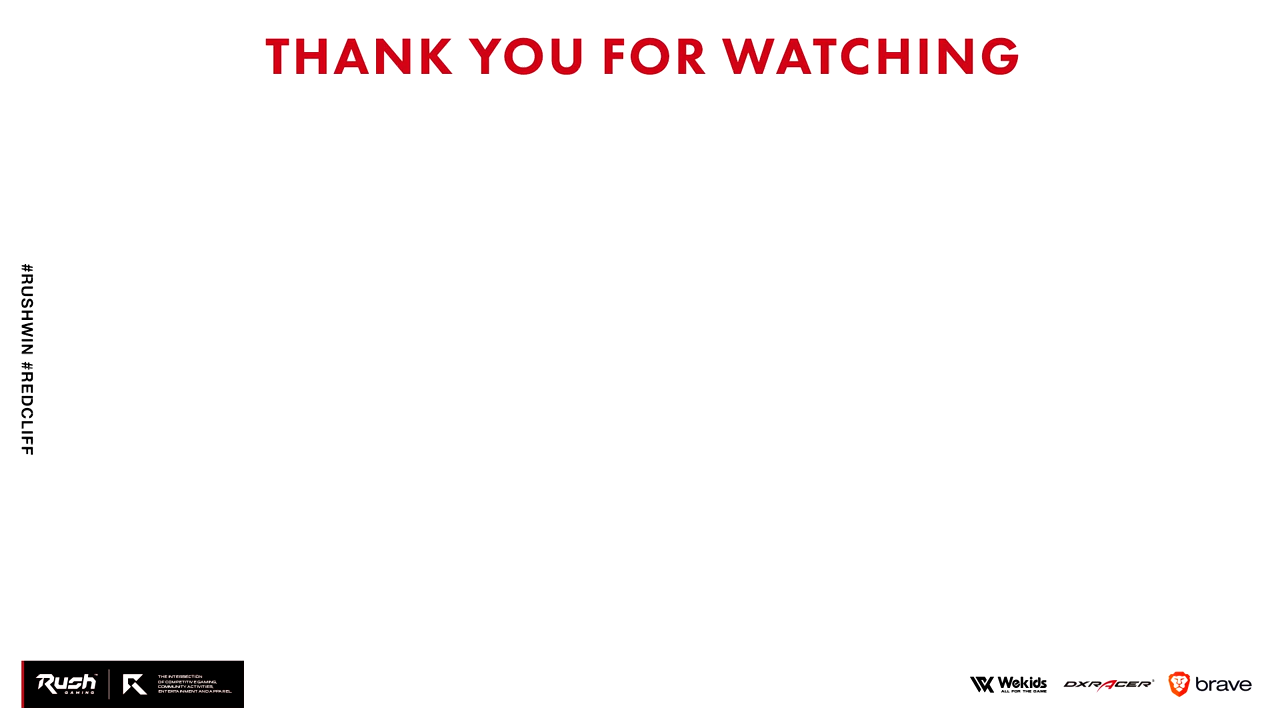 THANK YOU FOR WATCHING
#RUSHWIN #REDCLIFF
Rush
GAMING
THE INTERSECTION
OF COMPETITIVE GAMING,
COMMUNITY ACTIVITIES,
ENTERTAINMENT AND APPAREL.
Wekids
ALL FOR THE GAME
DXRACER
brave